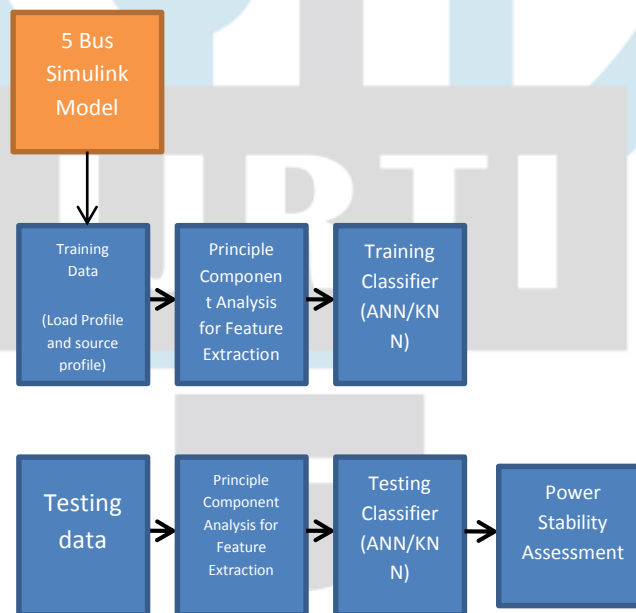 5 Bus
Simulink
Model
IJRTI
Training
Data
(Load Profile
and source
profile)
Principle
Componen
t Analysis
for Feature
Extraction
Training
Classifier
(ANN/KN
N)
Testing
data
Principle
Component
Analysis for
Feature
Extraction
Testing
Classifier
(ANN/KN
N)
Power
Stability
Assessment